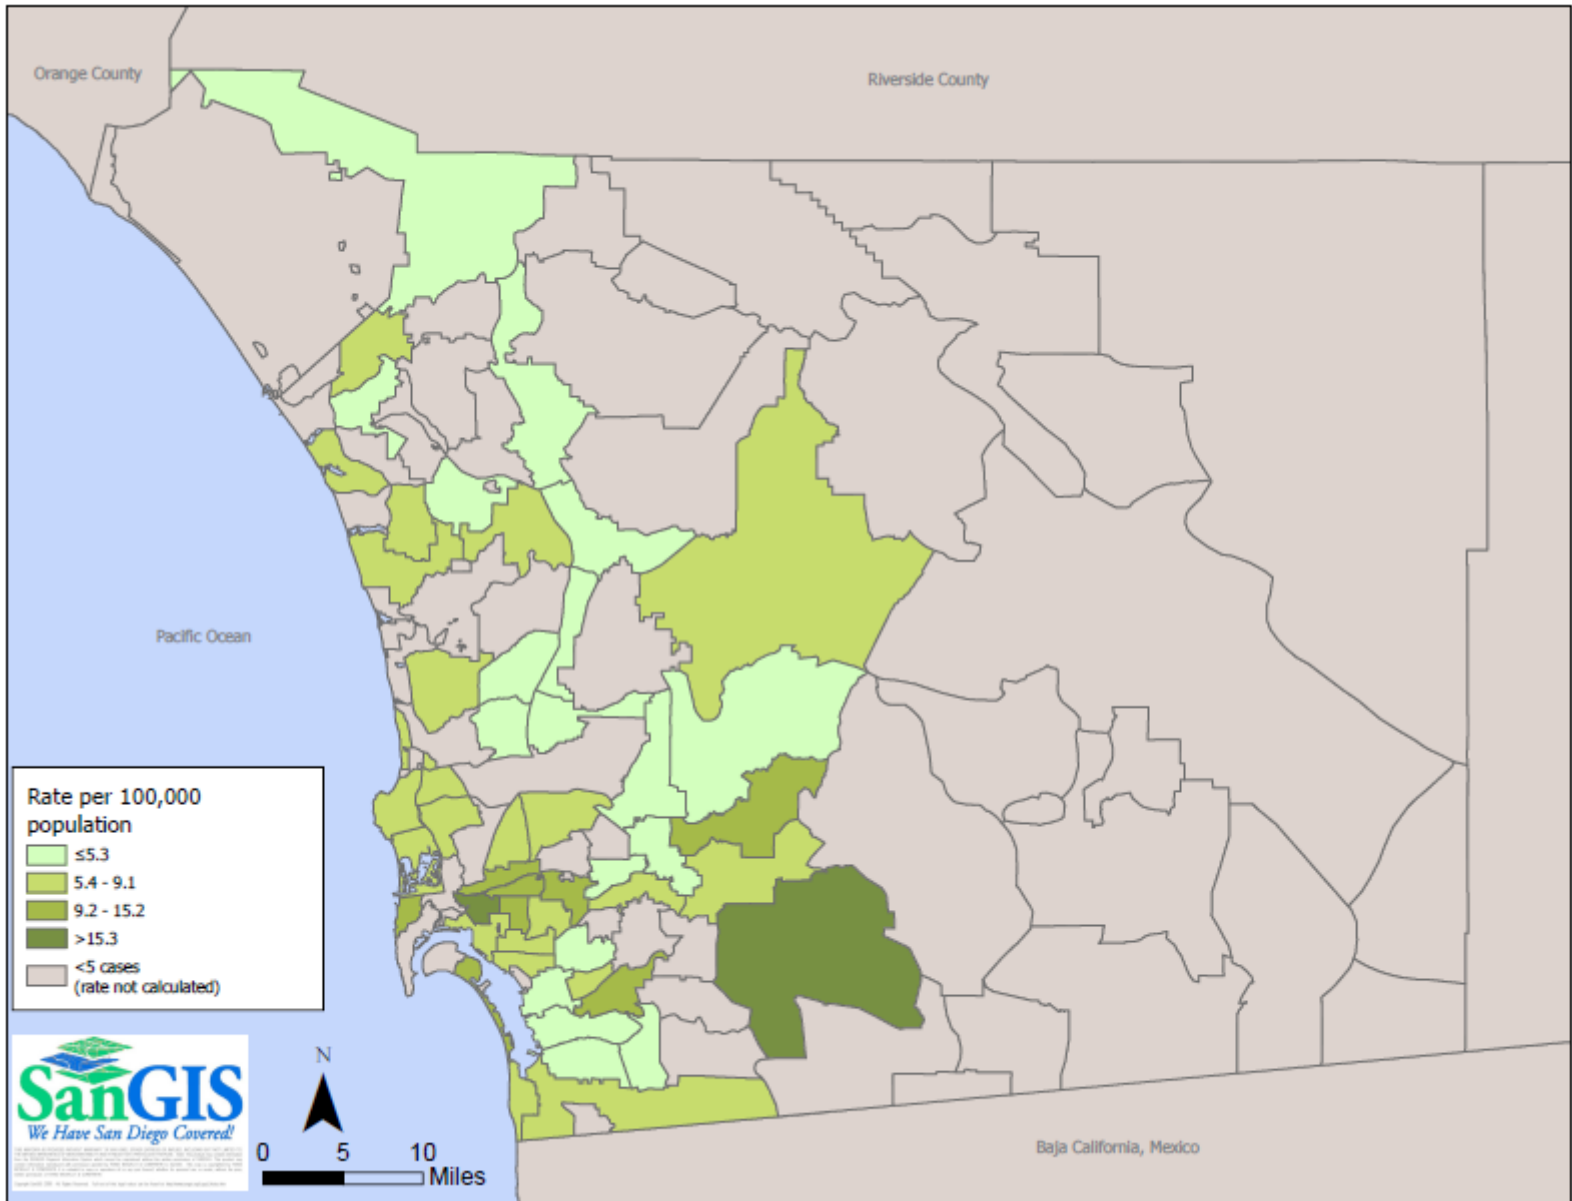 Orange County
Riverside County
Pacific Ocean
Rate per 100,000
population
≤5.3
5.4 - 9.1
9.2 - 15.2
>15.3
<5 cases
(rate not calculated)
SanGIS
We Have San Diego Covered!
N
0 5 10
Miles
Baja California, Mexico